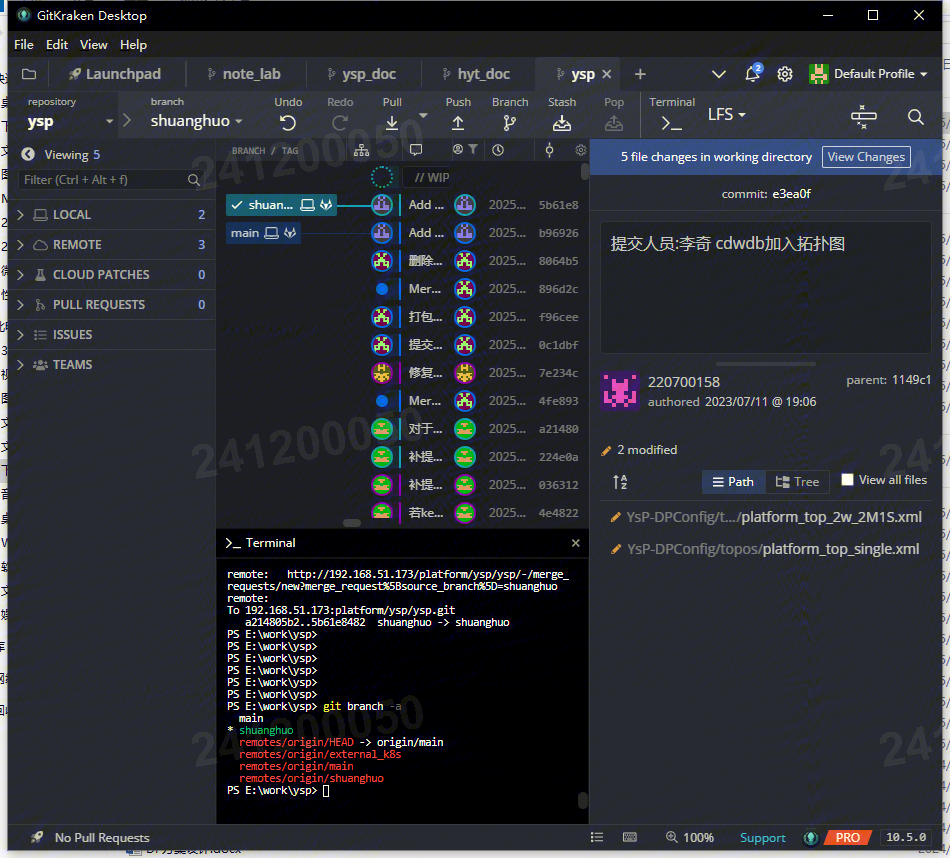 GitKraken Desktop
File Edit View Help
Launchpad note_lab ysp_doc hyt_doc ysp
2
Default Profile
repository
ysp
branch
shuanghuo
Undo Redo Pull Push Branch Stash Pop Terminal
LFS
Viewing 5
Filter (Ctrl + Alt + f)
LOCAL 2
REMOTE 3
CLOUD PATCHES 0
PULL REQUESTS 0
ISSUES
TEAMS
BRANCH / TAG
// WIP
shuan... Add ... 2025... 5b61e8
main Add ... 2025... b96926
删除... 2025... 8064b5
Mer... 2025... 896d2c
打包... 2025... f96cee
提交... 2025... 0c1dbf
修复... 2025... 7e234c
Mer... 2025... 4fe893
对于... 2025... a21480
补提... 2025... 224e0a
补提... 2025... 036312
若ke... 2025... 4e4822
Terminal
remote: http://192.168.51.173/platform/ysp/ysp/-/merge_
requests/new?merge_request%5Bsource_branch%5D=shuanghuo
remote:
To 192.168.51.173:platform/ysp/ysp.git
a214805b2..5b61e8482 shuanghuo -> shuanghuo
PS E:\work\ysp>
PS E:\work\ysp>
PS E:\work\ysp>
PS E:\work\ysp>
PS E:\work\ysp>
PS E:\work\ysp>
PS E:\work\ysp> git branch -a
main
* shuanghuo
remotes/origin/HEAD -> origin/main
remotes/origin/external_k8s
remotes/origin/main
remotes/origin/shuanghuo
PS E:\work\ysp>
5 file changes in working directory View Changes
commit: e3ea0f
提交人员:李奇 cdwdb加入拓扑图
220700158
authored 2023/07/11 @ 19:06
parent: 1149c1
2 modified
Path Tree View all files
YsP-DPConfig/t.../platform_top_2w_2M1S.xml
YsP-DPConfig/topos/platform_top_single.xml
No Pull Requests
100%
Support
PRO
10.5.0
241200050
241200050
241200050